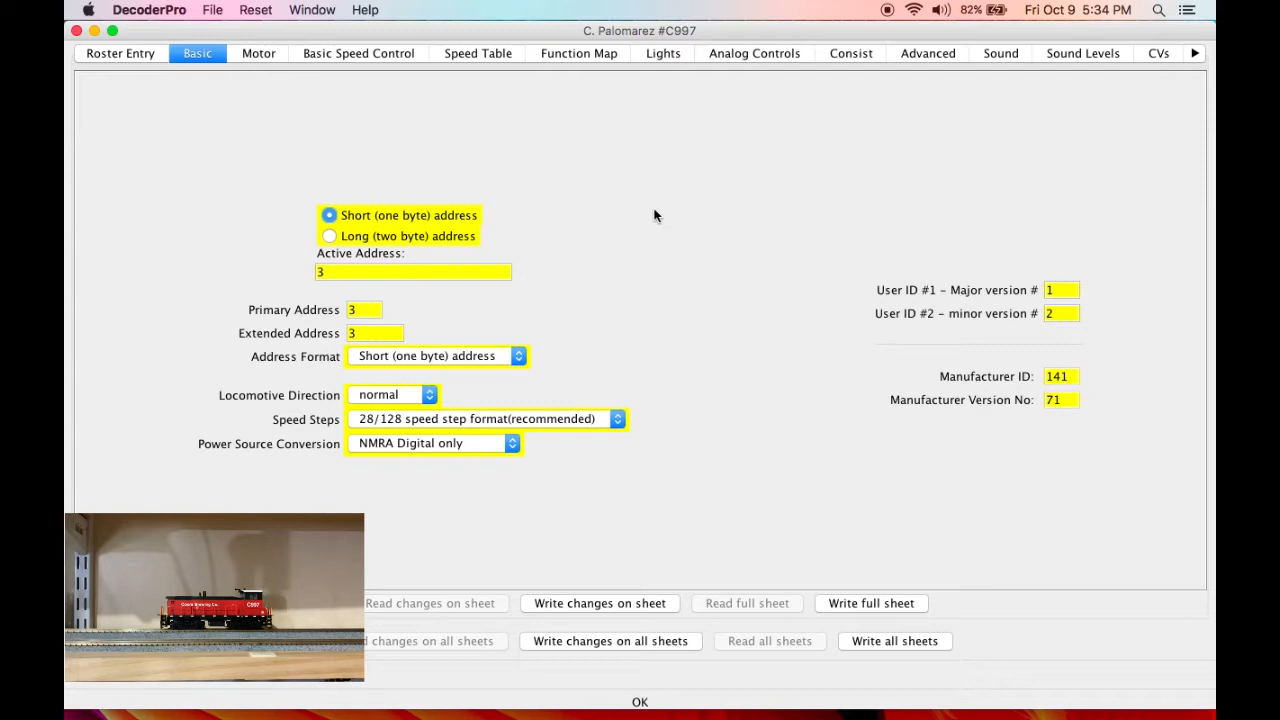 DecoderPro File Reset Window Help 82% Fri Oct 9 5:34 PM
C. Palomarez #C997
Roster Entry Basic Motor Basic Speed Control Speed Table Function Map Lights Analog Controls Consist Advanced Sound Sound Levels CVs
Short (one byte) address
Long (two byte) address
Active Address:
3
Primary Address 3
Extended Address 3
Address Format Short (one byte) address
Locomotive Direction normal
Speed Steps 28/128 speed step format(recommended)
Power Source Conversion NMRA Digital only
User ID #1 - Major version # 1
User ID #2 - minor version # 2
Manufacturer ID: 141
Manufacturer Version No: 71
Read changes on sheet Write changes on sheet Read full sheet Write full sheet
d changes on all sheets Write changes on all sheets Read all sheets Write all sheets
OK
Coors Brewing Co. C997